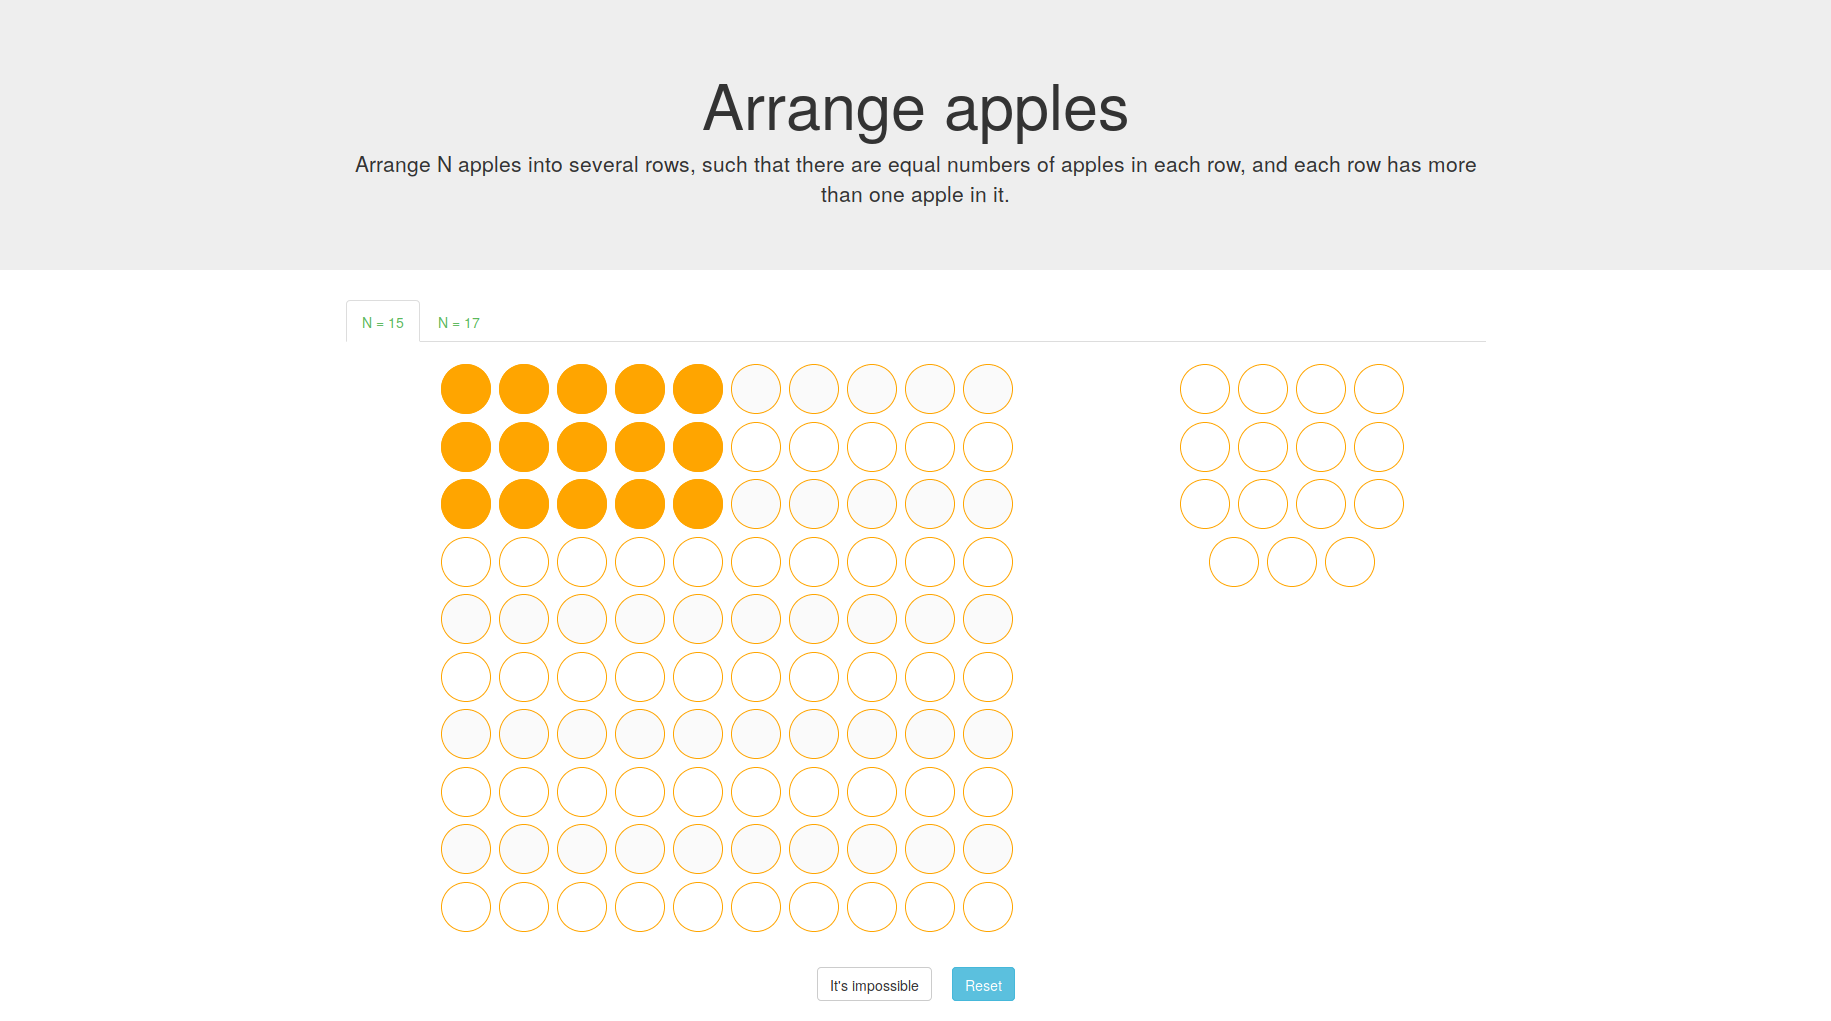 Arrange apples
Arrange N apples into several rows, such that there are equal numbers of apples in each row, and each row has more
than one apple in it.
N = 15
N = 17
It's impossible
Reset